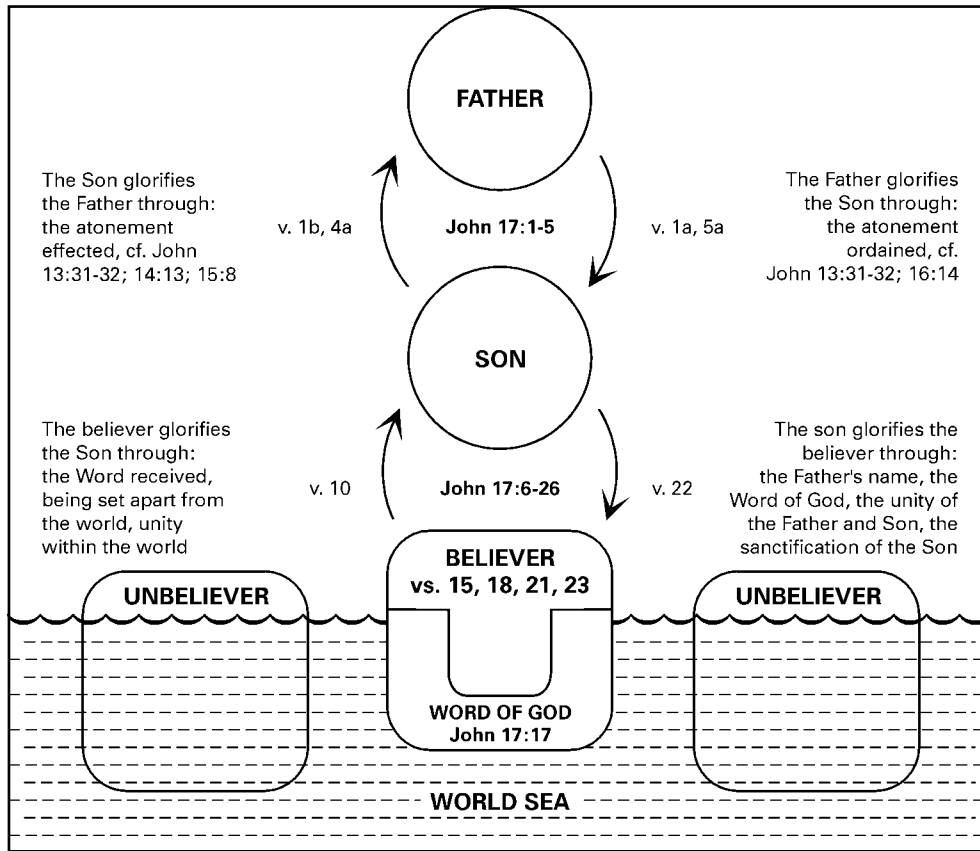 FATHER
The Son glorifies
the Father through:
the atonement
effected, cf. John
13:31-32; 14:13; 15:8
v. 1b, 4a
John 17:1-5
v. 1a, 5a
The Father glorifies
the Son through:
the atonement
ordained, cf.
John 13:31-32; 16:14
SON
The believer glorifies
the Son through:
the Word received,
being set apart from
the world, unity
within the world
v. 10
John 17:6-26
v. 22
The son glorifies the
believer through:
the Father's name, the
Word of God, the unity of
the Father and Son, the
sanctification of the Son
UNBELIEVER
BELIEVER
vs. 15, 18, 21, 23
UNBELIEVER
WORD OF GOD
John 17:17
WORLD SEA